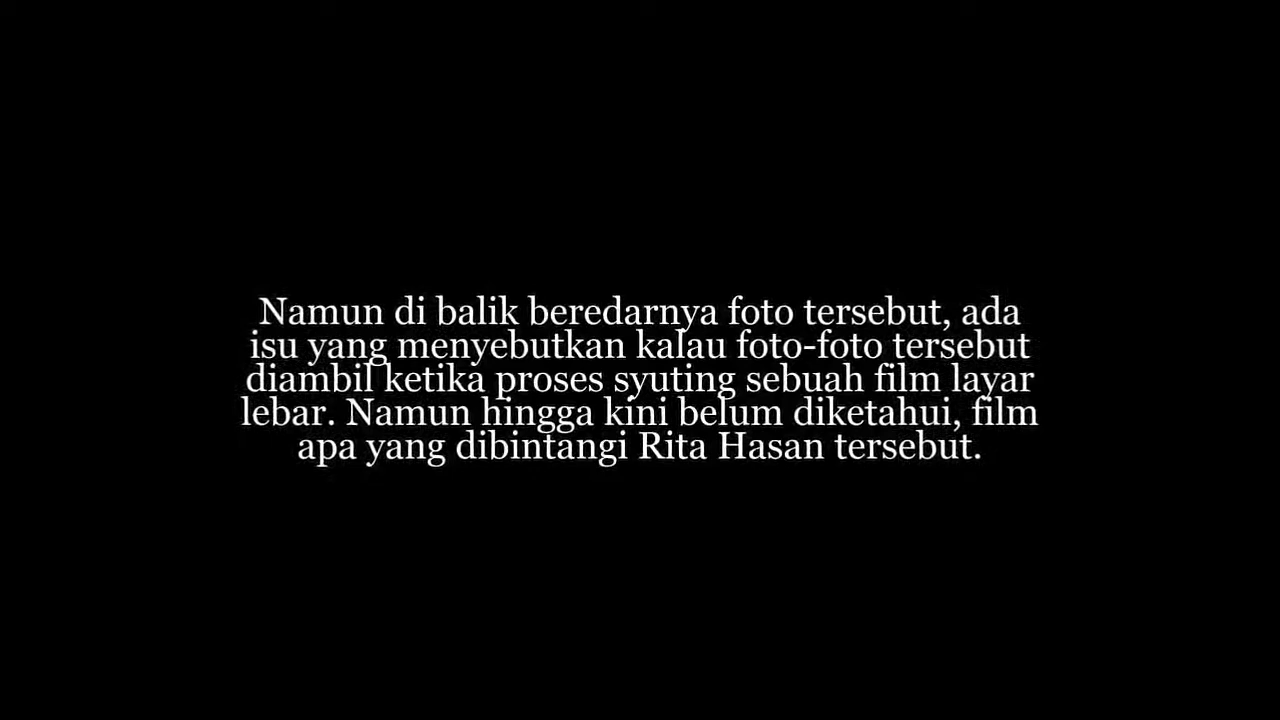 Namun di balik beredarnya foto tersebut, ada
isu yang menyebutkan kalau foto-foto tersebut
diambil ketika proses syuting sebuah film layar
lebar. Namun hingga kini belum diketahui, film
apa yang dibintangi Rita Hasan tersebut.